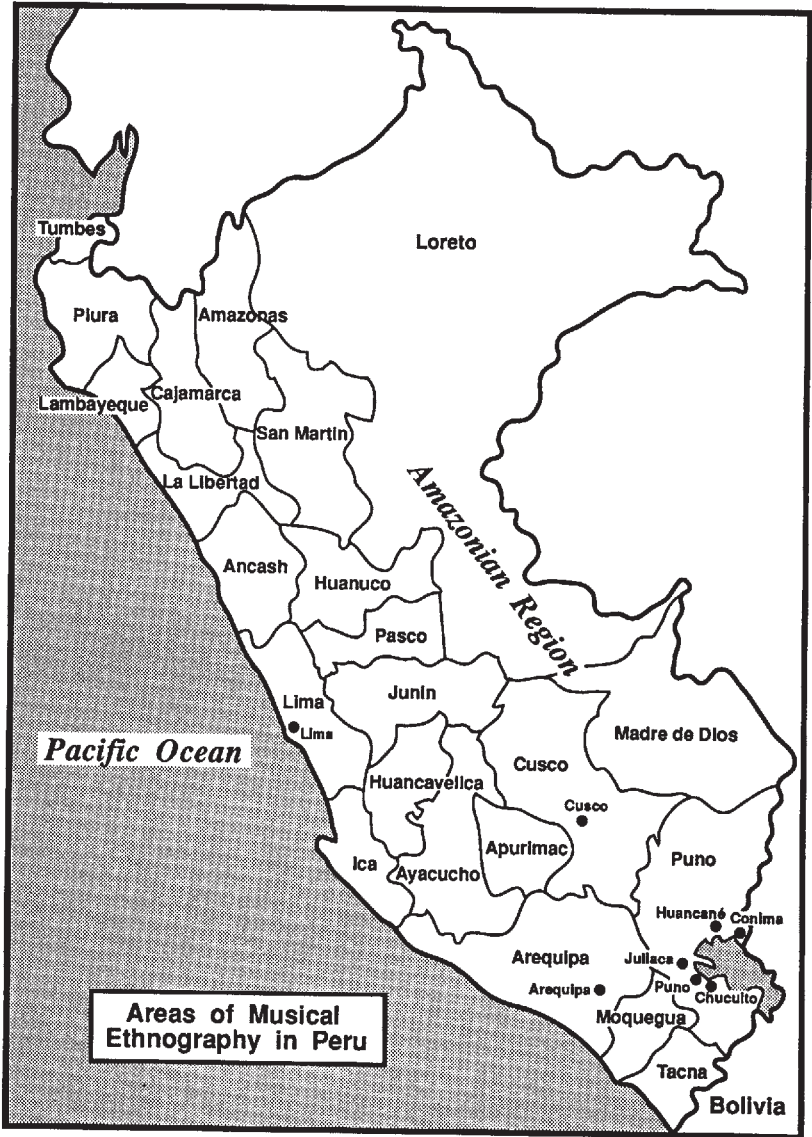 Tumbes
Loreto
Piura
Amazonas
Cajamarca
Lambayeque
San Martin
La Libertad
Amazonian Region
Ancash
Huanuco
Pasco
Junin
Lima
Lima
Madre de Dios
Pacific Ocean
Cusco
Huancavelica
Cusco
Apurimac
Ica
Ayacucho
Puno
Huancané
Conima
Arequipa
Juliaca
Arequipa
Puno
Chucuito
Moquegua
Areas of Musical
Ethnography in Peru
Tacna
Bolivia